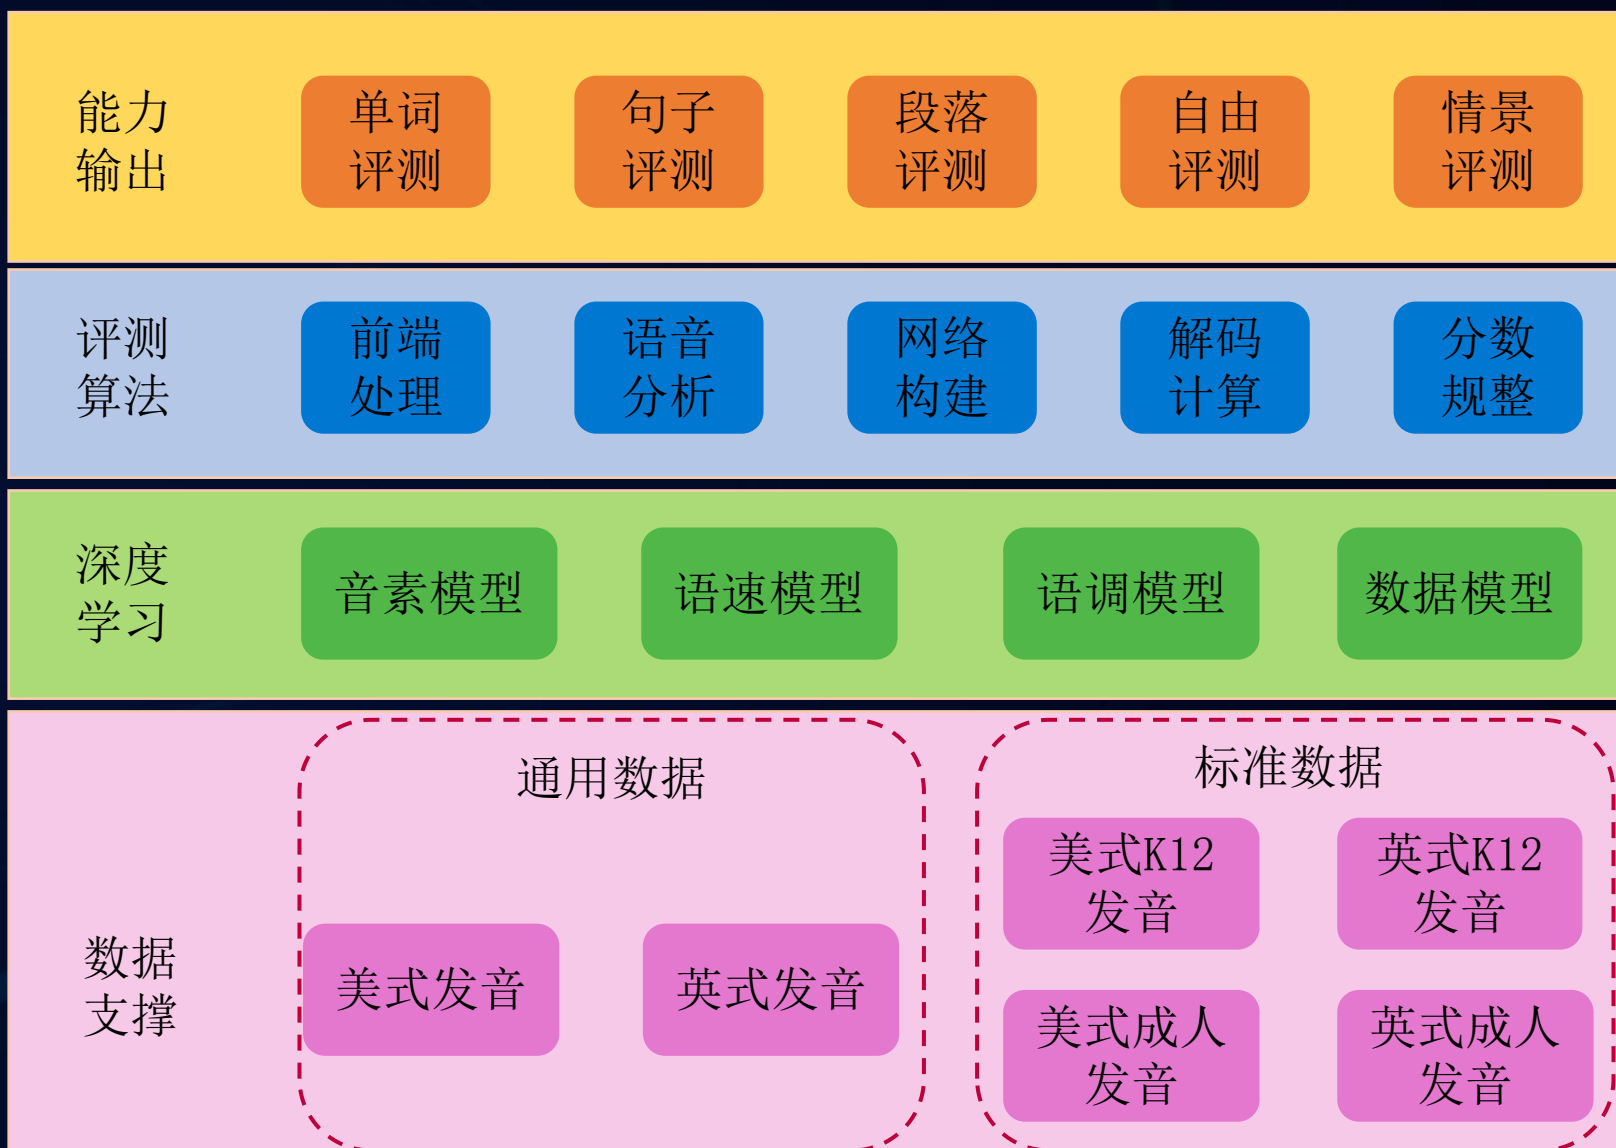 能力
输出
单词
评测
句子
评测
段落
评测
自由
评测
情景
评测
评测
算法
前端
处理
语音
分析
网络
构建
解码
计算
分数
规整
深度
学习
音素模型
语速模型
语调模型
数据模型
数据
支撑
通用数据
美式发音
英式发音
标准数据
美式K12
发音
英式K12
发音
美式成人
发音
英式成人
发音